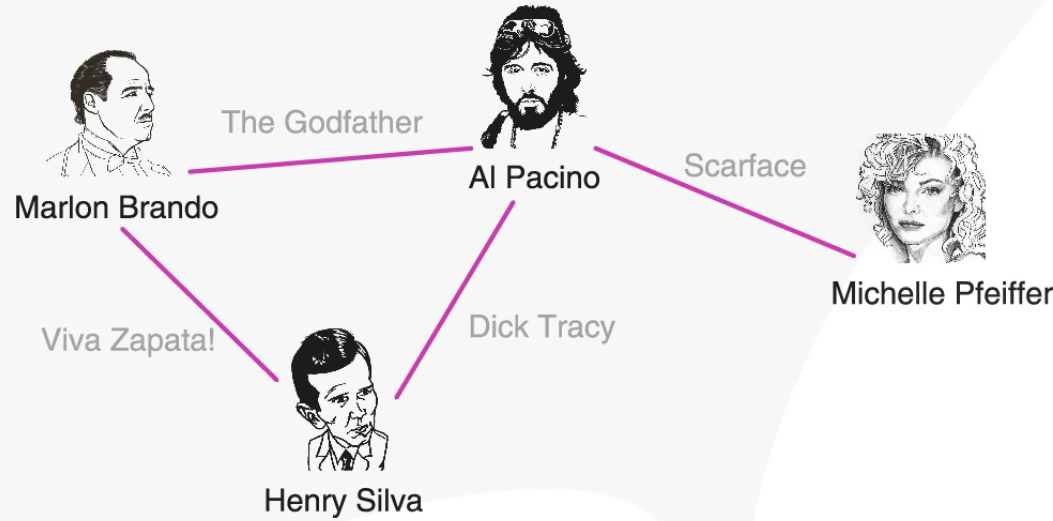 The Godfather
Al Pacino
Scarface
Marlon Brando
Michelle Pfeiffer
Viva Zapata!
Dick Tracy
Henry Silva